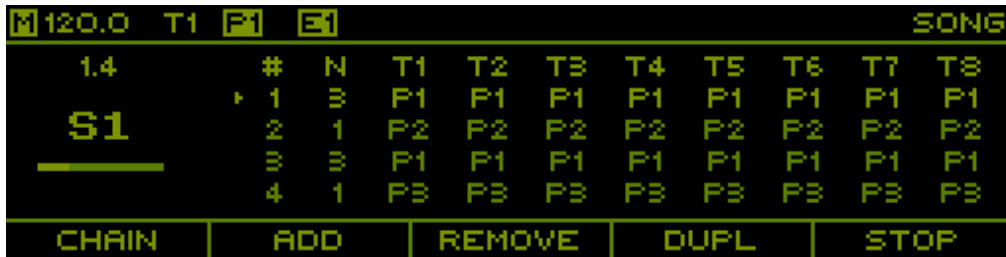 M 120.0 T1 P1 E1 SONG
1.4 # N T1 T2 T3 T4 T5 T6 T7 T8
1 3 P1 P1 P1 P1 P1 P1 P1 P1
S1 2 1 P2 P2 P2 P2 P2 P2 P2 P2
3 3 P1 P1 P1 P1 P1 P1 P1 P1
4 1 P3 P3 P3 P3 P3 P3 P3 P3
CHAIN ADD REMOVE DUPL STOP